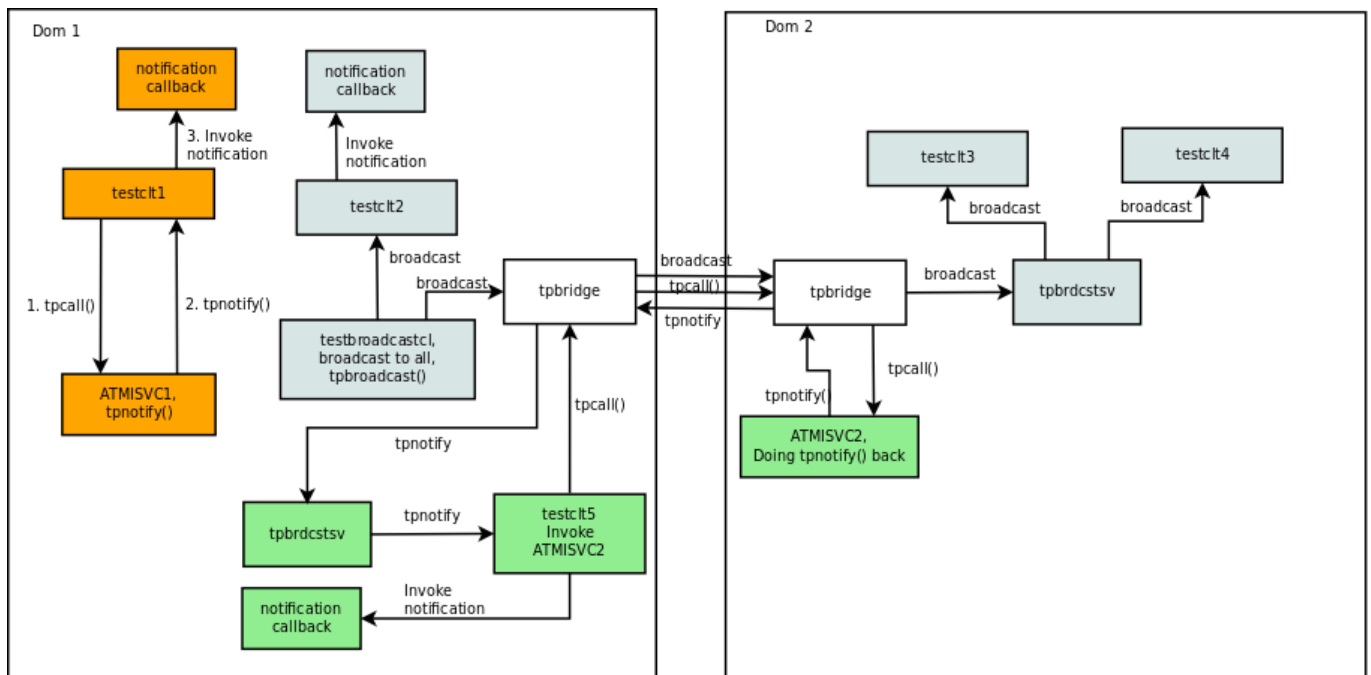 Dom 1
notification
callback
3. Invoke
notification
testclt1
1. tpcall()
2. tpnotify()
ATMISVC1,
tpnotify()
notification
callback
Invoke
notification
testclt2
broadcast
broadcast
testbroadcastcl,
broadcast to all,
tpbroadcast()
tpbridge
tpcall()
tpnotify
tpbrdcstsv
tpnotify
testclt5
Invoke
ATMISVC2
Invoke
notification
notification
callback
broadcast
tpcall()
tpnotify
Dom 2
testclt3
testclt4
broadcast
broadcast
tpbridge
broadcast
tpbrdcstsv
tpcall()
tpnotify()
ATMISVC2,
Doing tpnotify() back